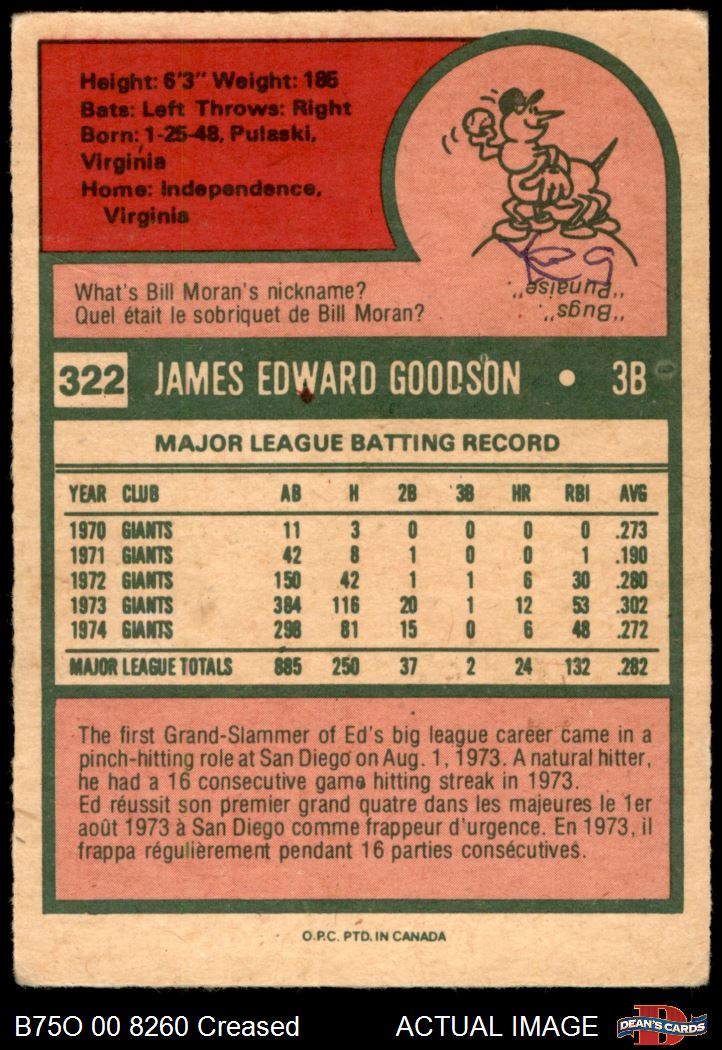 Height: 6'3" Weight: 185
Bats: Left Throws: Right
Born: 1-25-48, Pulaski,
Virginia
Home: Independence,
Virginia
What's Bill Moran's nickname?
Quel était le sobriquet de Bill Moran?
"Bugs."
"Punaise"
322 JAMES EDWARD GOODSON • 3B
MAJOR LEAGUE BATTING RECORD
YEAR CLUB AB H 2B 3B HR RBI AVG
1970 GIANTS 11 3 0 0 0 0 .273
1971 GIANTS 42 8 1 0 0 1 .190
1972 GIANTS 150 42 1 1 6 30 .280
1973 GIANTS 384 116 20 1 12 53 .302
1974 GIANTS 298 81 15 0 6 48 .272
MAJOR LEAGUE TOTALS 885 250 37 2 24 132 .282
The first Grand-Slammer of Ed's big league career came in a
pinch-hitting role at San Diego on Aug. 1, 1973. A natural hitter,
he had a 16 consecutive game hitting streak in 1973.
Ed réussit son premier grand quatre dans les majeures le 1er
août 1973 à San Diego comme frappeur d'urgence. En 1973, il
frappa régulièrement pendant 16 parties consécutives.
O.P.C. PTD. IN CANADA
B75O 00 8260 Creased ACTUAL IMAGE
DEAN'S CARDS